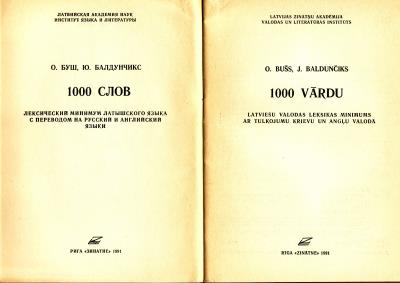 ЛАТВИЙСКАЯ АКАДЕМИЯ НАУК
ИНСТИТУТ ЯЗЫКА И ЛИТЕРАТУРЫ
О. БУШ, Ю. БАЛДУНЧИКС
1000 СЛОВ
ЛЕКСИЧЕСКИЙ МИНИМУМ ЛАТЫШСКОГО ЯЗЫКА
С ПЕРЕВОДОМ НА РУССКИЙ И АНГЛИЙСКИЙ
ЯЗЫКИ
РИГА «ЗИНАТНЕ» 1991
LATVIJAS ZINĀTŅU AKADĒMIJA
VALODAS UN LITERATŪRAS INSTITŪTS
O. BUŠS, J. BALDUNČIKS
1000 VĀRDU
LATVIEŠU VALODAS LEKSIKAS MINIMUMS
AR TULKOJUMU KRIEVU UN ANGĻU VALODĀ
RĪGA «ZINĀTNE» 1991